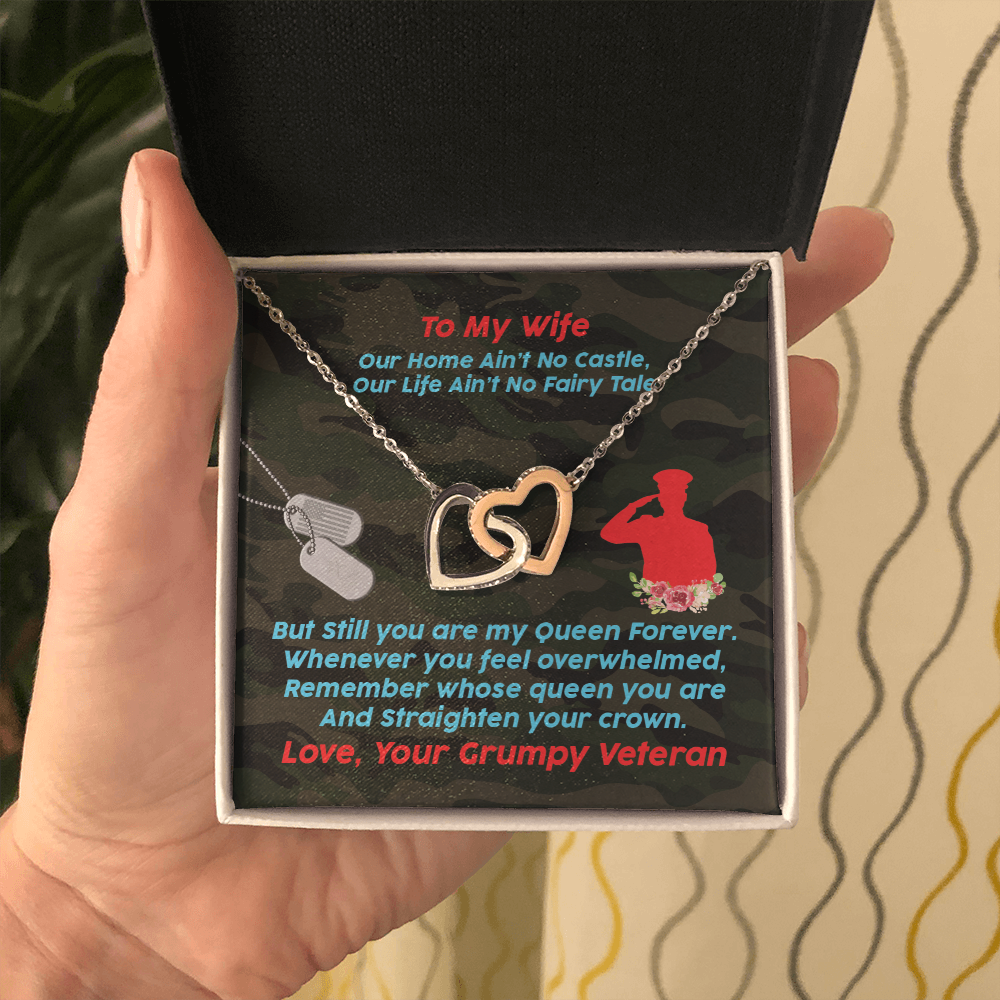 To My Wife
Our Home Ain't No Castle,
Our Life Ain't No Fairy Tale
But Still you are my Queen Forever.
Whenever you feel overwhelmed,
Remember whose queen you are
And Straighten your crown.
Love, Your Grumpy Veteran